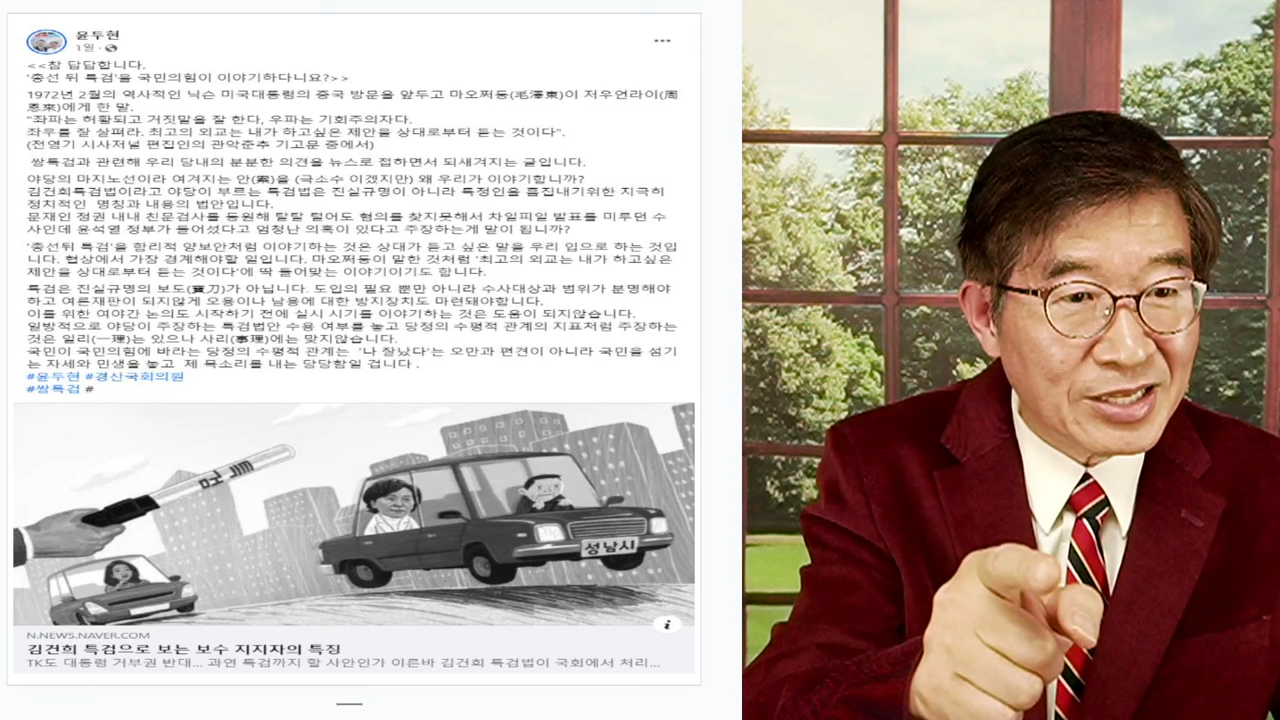 윤두현
1월 ·
<<참 답답합니다.
'총선 뒤 특검'을 국민의힘이 이야기하다니요?>>
1972년 2월의 역사적인 닉슨 미국대통령의 중국 방문을 앞두고 마오쩌둥(毛澤東)이 저우언라이(周
恩來)에게 한 말.
"좌파는 허황되고 거짓말을 잘 한다, 우파는 기회주의자다.
좌우를 잘 살펴라. 최고의 외교는 내가 하고싶은 제안을 상대로부터 듣는 것이다".
(전영기 시사저널 편집인의 관악춘추 기고문 중에서)
쌍특검과 관련해 우리 당내의 분분한 의견을 뉴스로 접하면서 되새겨지는 글입니다.
야당의 마지노선이라 여겨지는 안(案)을 (극소수 이겠지만) 왜 우리가 이야기합니까?
김건희특검법이라고 야당이 부르는 특검법은 진실규명이 아니라 특정인을 흠집내기위한 지극히
정치적인 명칭과 내용의 법안입니다.
문재인 정권 내내 친문검사를 동원해 탈탈 털어도 혐의를 찾지못해서 차일피일 발표를 미루던 수
사인데 윤석열 정부가 들어섰다고 엄청난 의혹이 있다고 주장하는게 말이 됩니까?
'총선뒤 특검'을 합리적 양보안처럼 이야기하는 것은 상대가 듣고 싶은 말을 우리 입으로 하는 것입
니다. 협상에서 가장 경계해야할 일입니다. 마오쩌둥이 말한 것처럼 '최고의 외교는 내가 하고싶은
제안을 상대로부터 듣는 것이다'에 딱 들어맞는 이야기이기도 합니다.
특검은 진실규명의 보도(寶刀)가 아닙니다. 도입의 필요 뿐만 아니라 수사대상과 범위가 분명해야
하고 여론재판이 되지않게 오용이나 남용에 대한 방지장치도 마련돼야합니다.
이를 위한 여야간 논의도 시작하기 전에 실시 시기를 이야기하는 것은 도움이 되지않습니다.
일방적으로 야당이 주장하는 특검법안 수용 여부를 놓고 당정의 수평적 관계의 지표처럼 주장하는
것은 일리(一理)는 있으나 사리(事理)에는 맞지않습니다.
국민이 국민의힘에 바라는 당정의 수평적 관계는 '나 잘났다'는 오만과 편견이 아니라 국민을 섬기
는 자세와 민생을 놓고 제 목소리를 내는 당당함일 겁니다 .
#윤두현 #경산국회의원
#쌍특검 #
성남시
N.NEWS.NAVER.COM
김건희 특검으로 보는 보수 지지자의 특징
TK도 대통령 거부권 반대... 과연 특검까지 할 사안인가 이른바 김건희 특검법이 국회에서 처리...